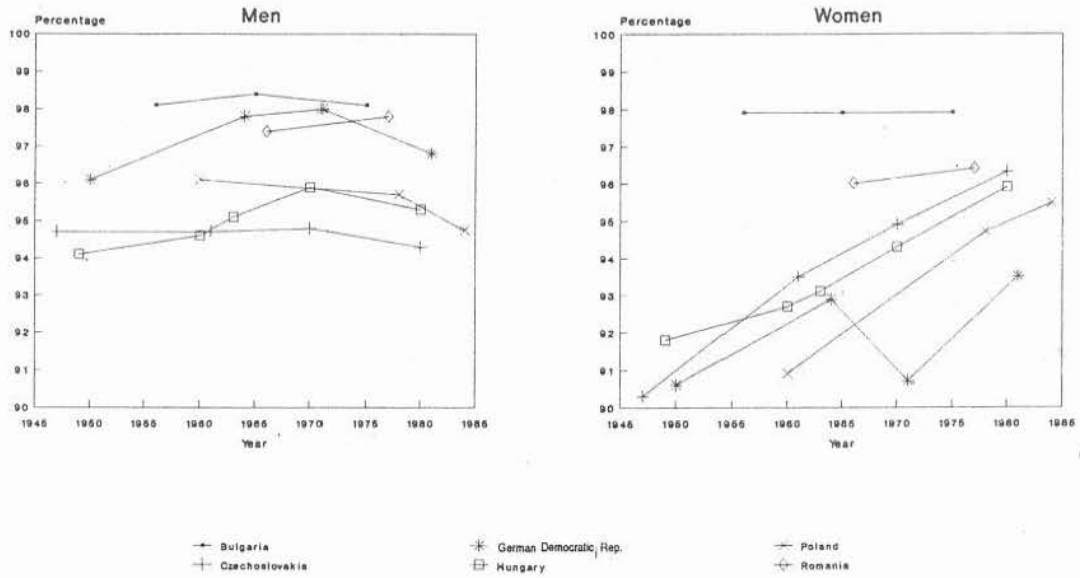 Men
Percentage
100
99
98
97
96
95
94
93
92
91
90
1945 1950 1955 1960 1965 1970 1975 1980 1985
Year
Women
Percentage
100
99
98
97
96
95
94
93
92
91
90
1945 1950 1955 1960 1965 1970 1975 1980 1985
Year
Bulgaria
German Democratic Rep.
Poland
Czechoslovakia
Hungary
Romania